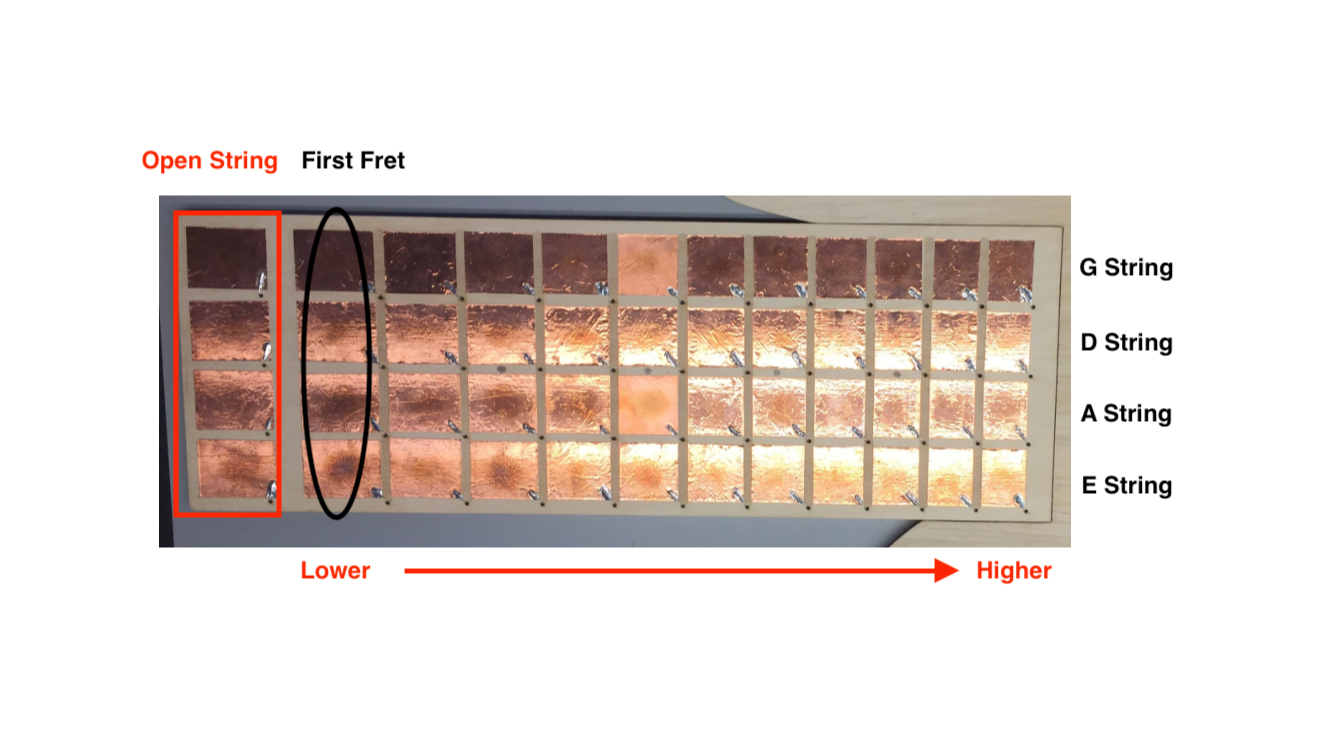 Open String First Fret
G String
D String
A String
E String
Lower Higher